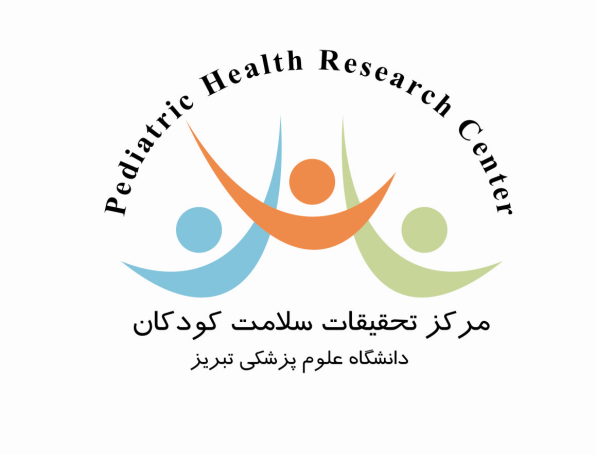 Pediatric Health Research Center
مرکز تحقیقات سلامت کودکان
دانشگاه علوم پزشکی تبریز